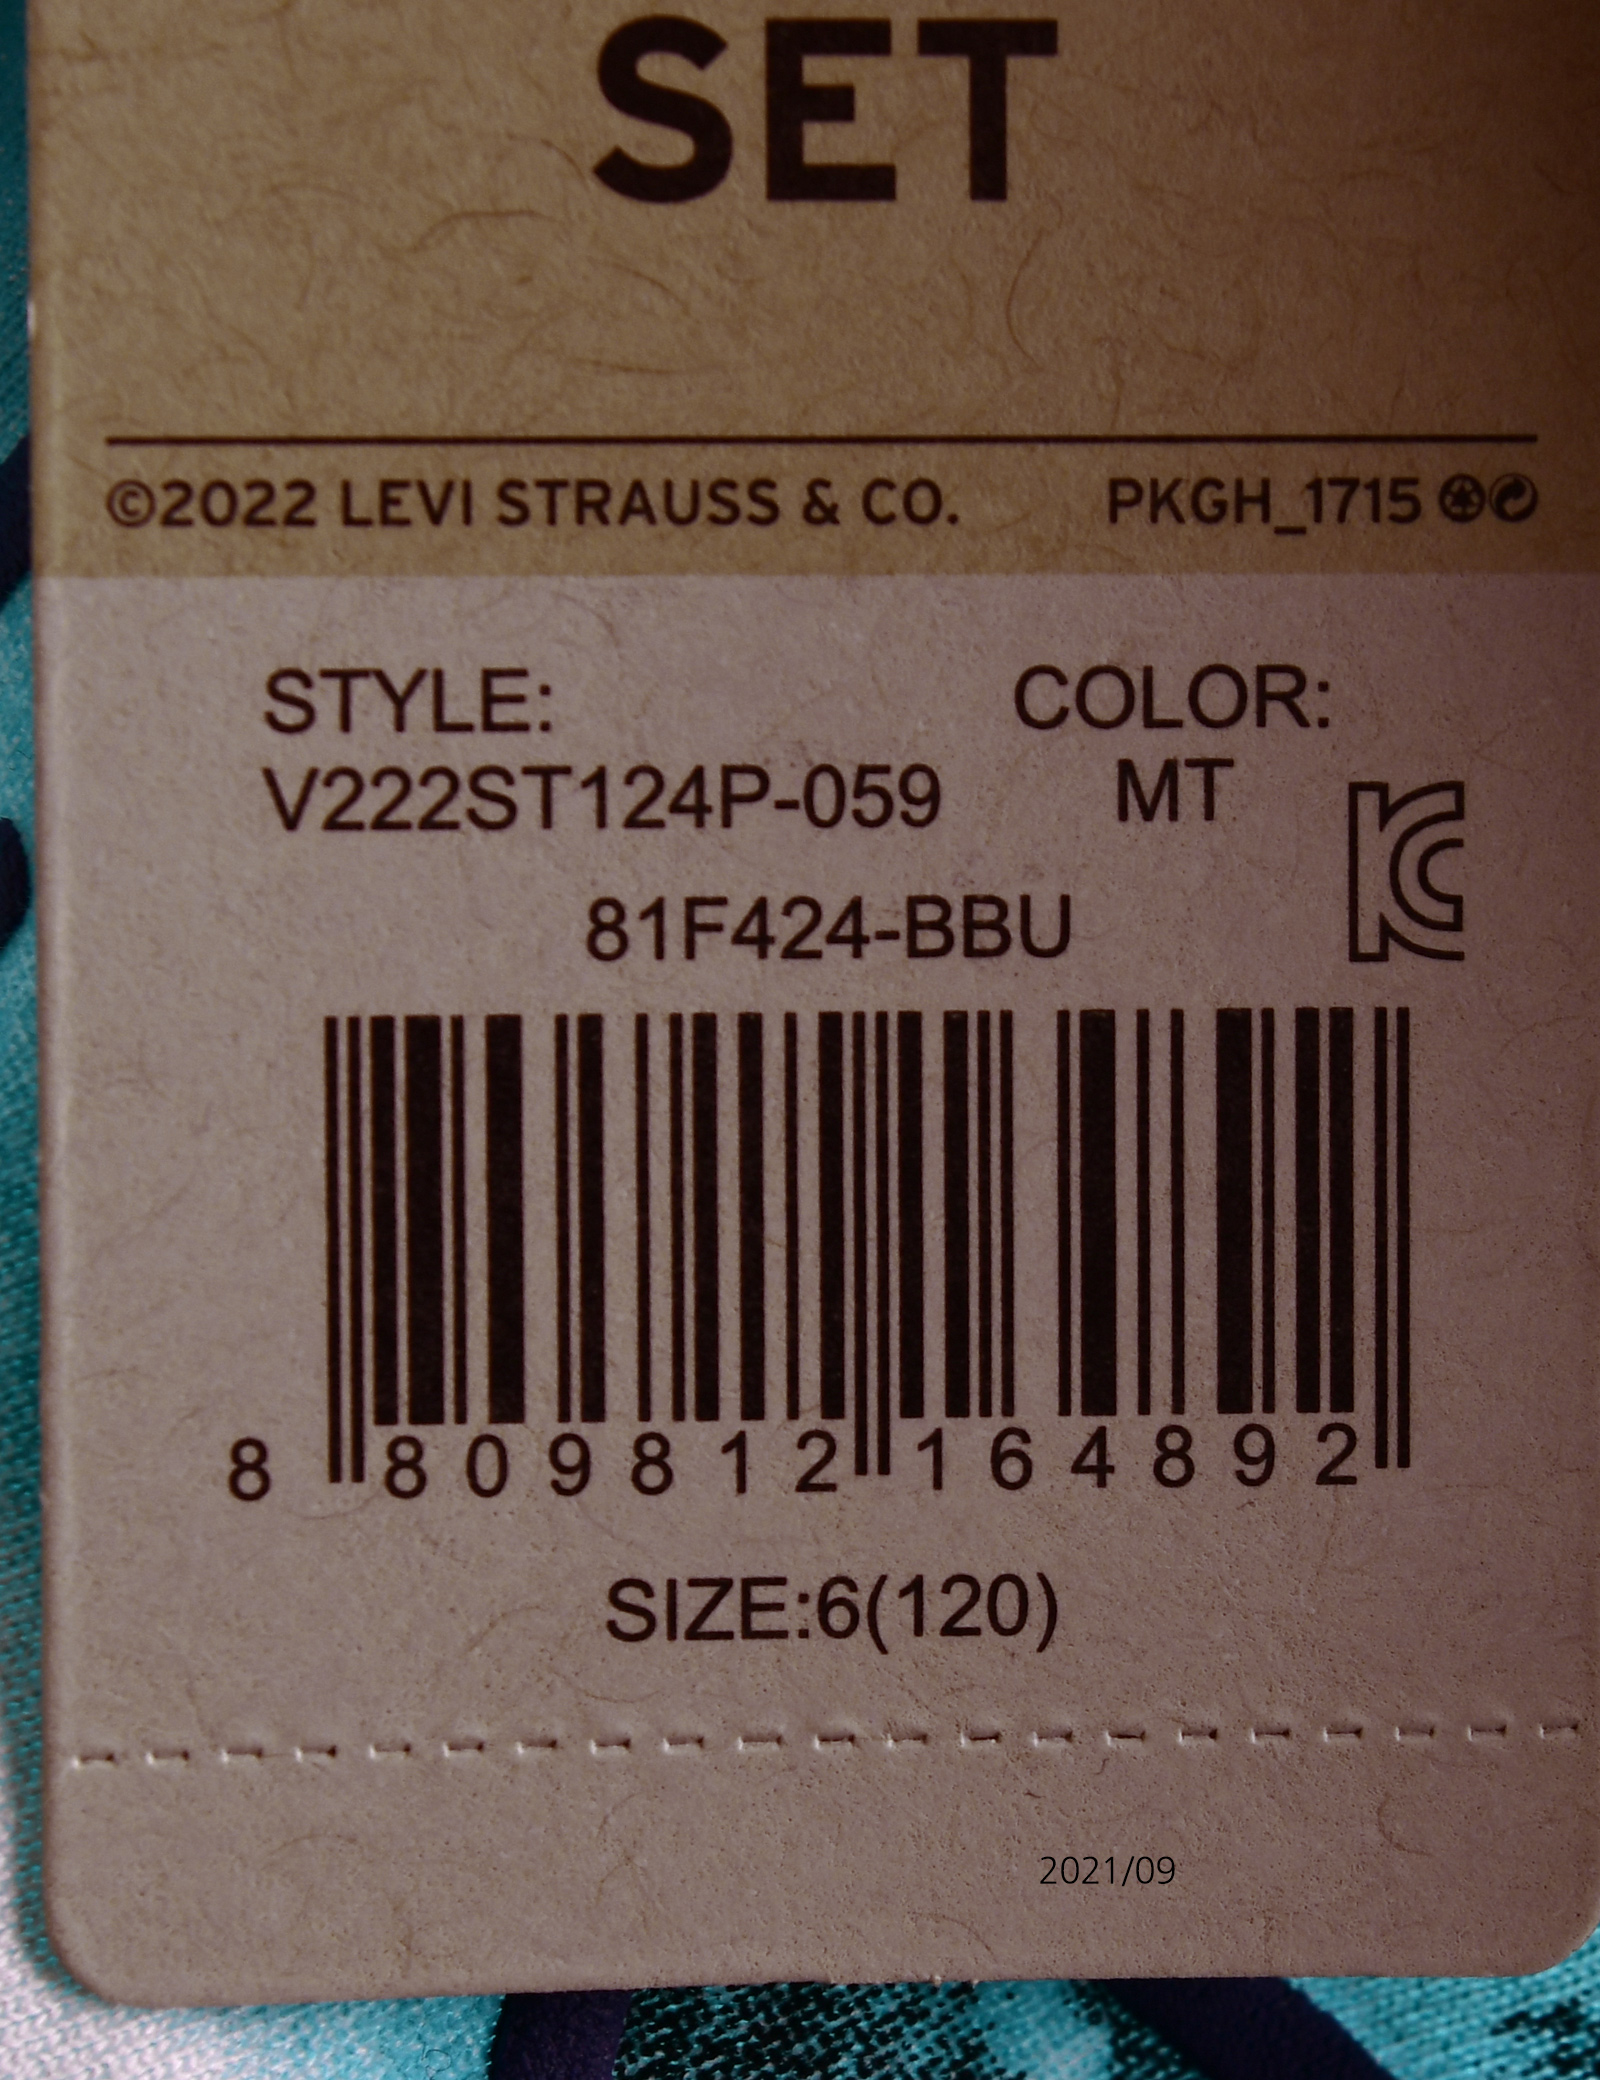 SET
©2022 LEVI STRAUSS & CO. PKGH_1715
STYLE: COLOR:
V222ST124P-059 MT
81F424-BBU
8 809812 164892
SIZE:6(120)
2021/09